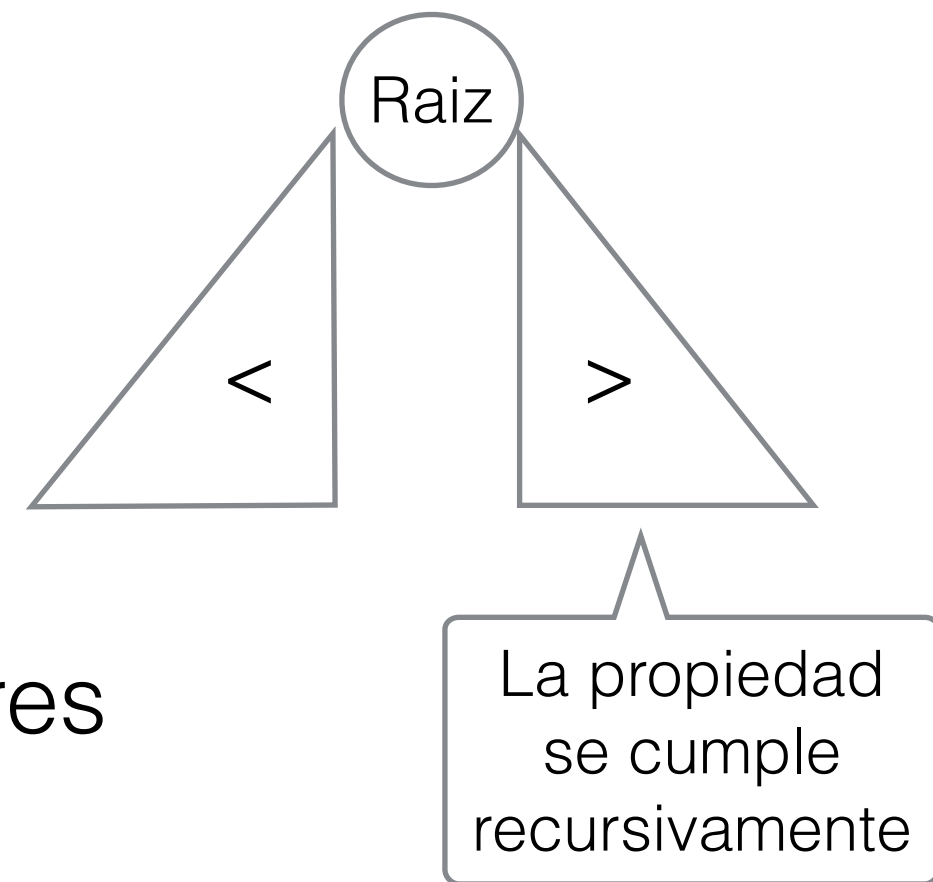 Raiz
<
>
res
La propiedad
se cumple
recursivamente